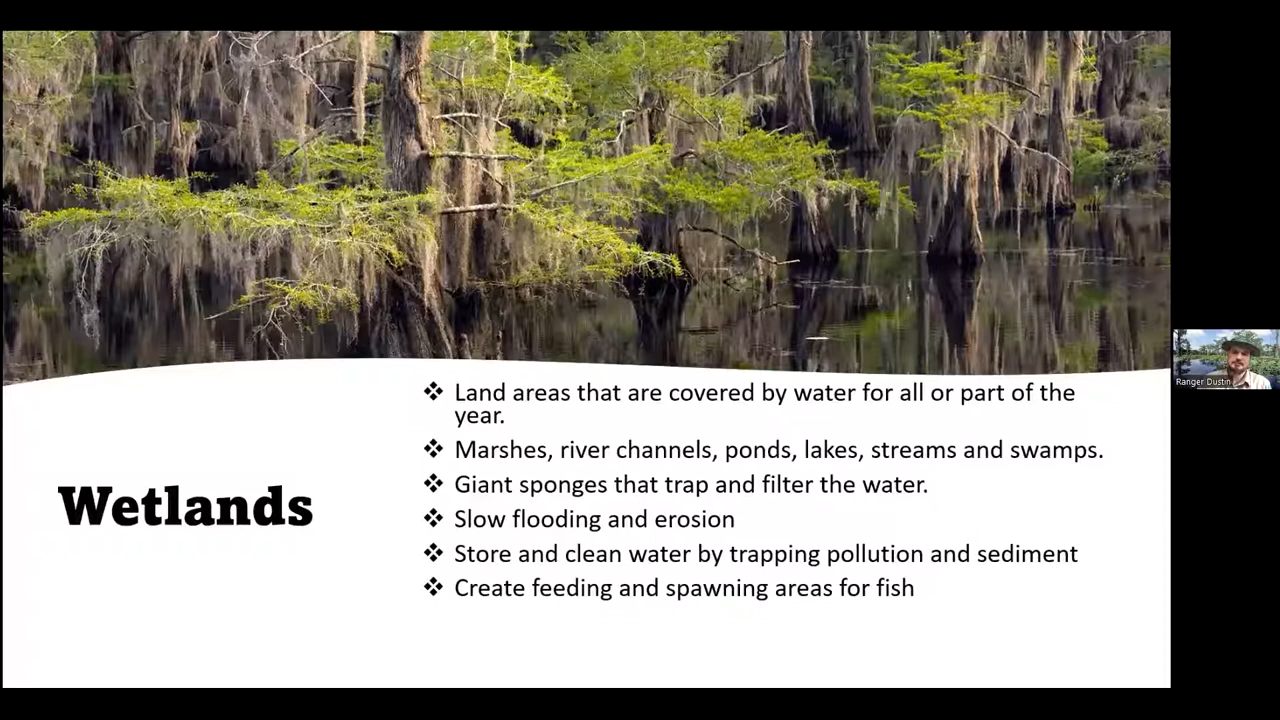 Land areas that are covered by water for all or part of the
year.
Marshes, river channels, ponds, lakes, streams and swamps.
Giant sponges that trap and filter the water.
Slow flooding and erosion
Store and clean water by trapping pollution and sediment
Create feeding and spawning areas for fish
Wetlands
Ranger Dustin